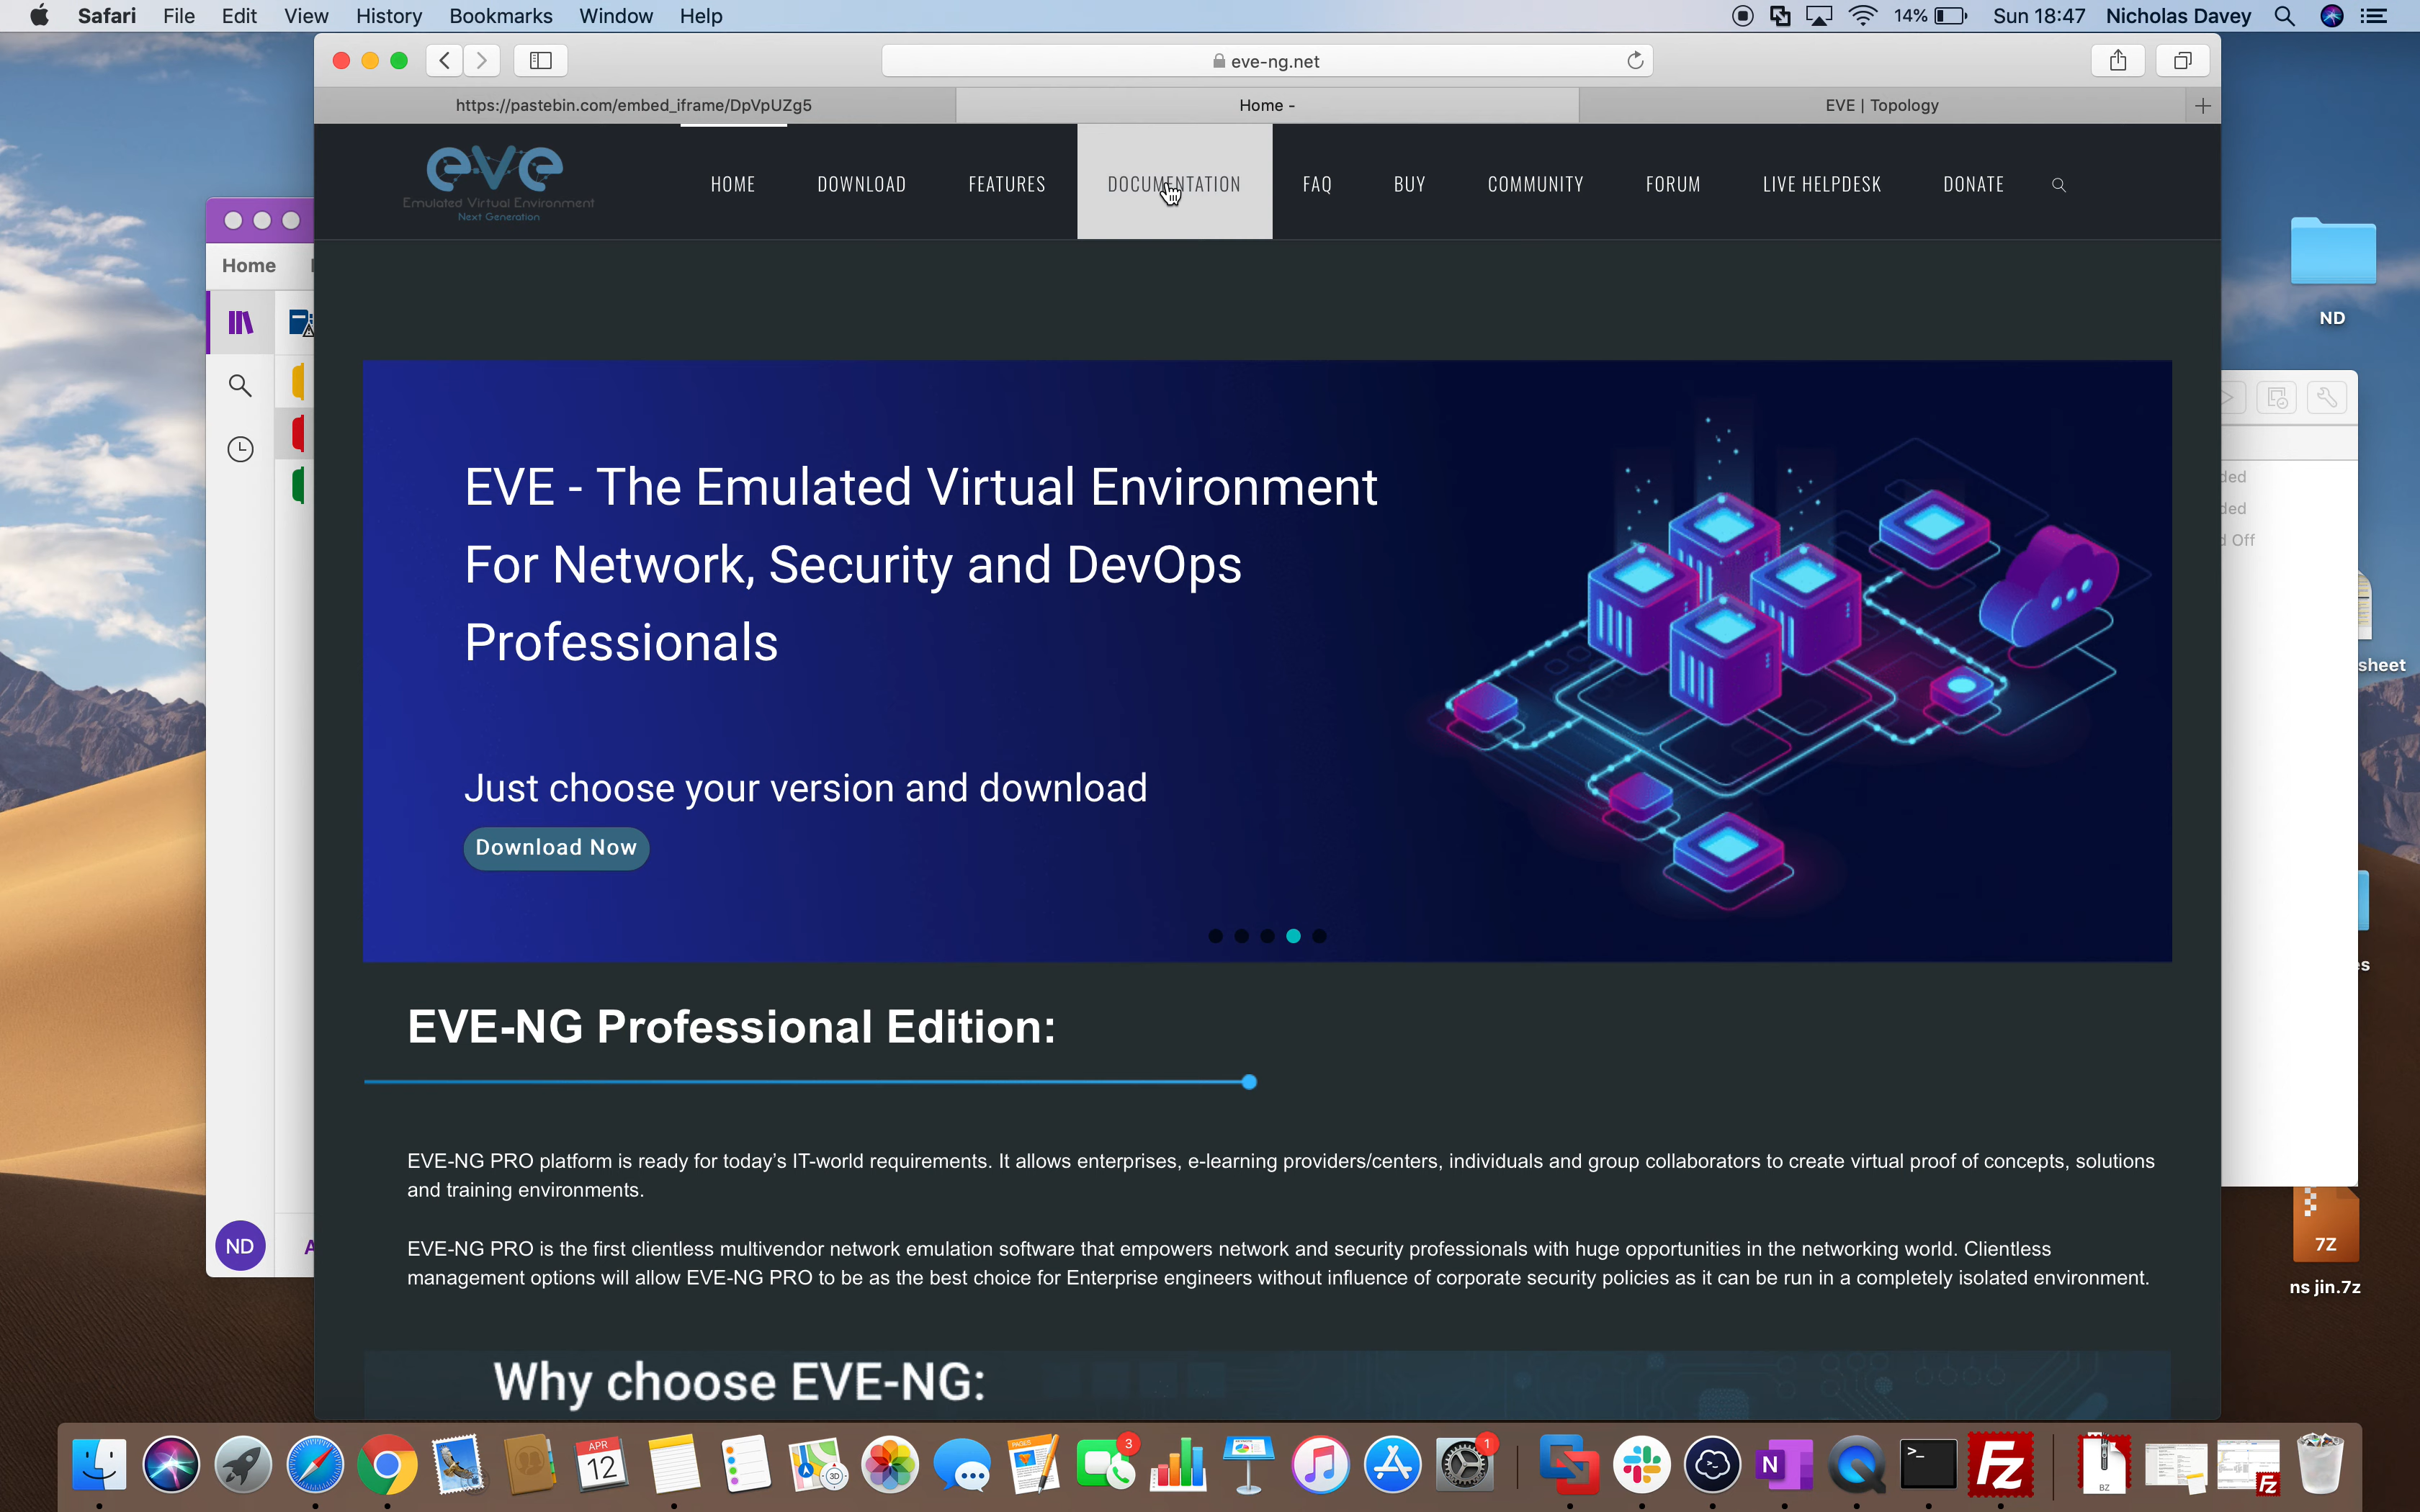 Safari File Edit View History Bookmarks Window Help
14% Sun 18:47 Nicholas Davey
eve-ng.net
https://pastebin.com/embed_iframe/DpVpUZg5 Home - EVE | Topology
eve
Emulated Virtual Environment
Next Generation
HOME DOWNLOAD FEATURES DOCUMENTATION FAQ BUY COMMUNITY FORUM LIVE HELPDESK DONATE
Home
ND
EVE - The Emulated Virtual Environment
For Network, Security and DevOps
Professionals
Just choose your version and download
Download Now
d Off
sheet
EVE-NG Professional Edition:
EVE-NG PRO platform is ready for today's IT-world requirements. It allows enterprises, e-learning providers/centers, individuals and group collaborators to create virtual proof of concepts, solutions
and training environments.
EVE-NG PRO is the first clientless multivendor network emulation software that empowers network and security professionals with huge opportunities in the networking world. Clientless
management options will allow EVE-NG PRO to be as the best choice for Enterprise engineers without influence of corporate security policies as it can be run in a completely isolated environment.
ND
7Z
ns jin.7z
Why choose EVE-NG:
APR
12
3D
PAGES
3
1
N
>_
Fz
BZ
Fz